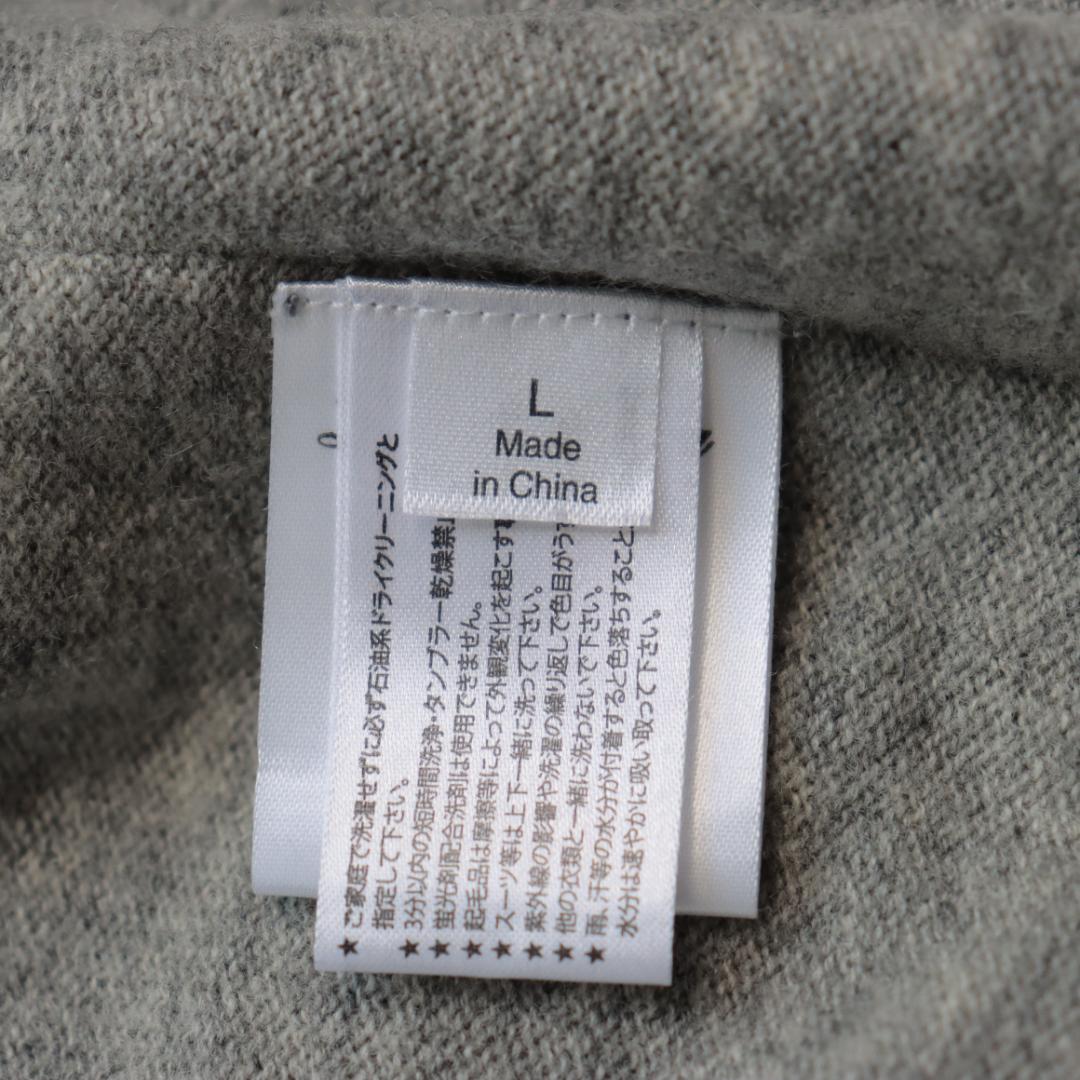 L
Made
in China
★ご家庭で洗濯せずに必ず石油系ドライクリーニングと
指定して下さい。
★3分以内の短時間洗浄・タンブラー乾燥禁止
★蛍光剤配合洗剤は使用できません。
★起毛品は摩擦等によって外観変化を起こす
★スーツ等は上下一緒に洗って下さい。
★紫外線の影響や洗濯の繰り返しで色目がう
★他の衣類と一緒に洗わないで下さい。
★雨、汗等の水分が付着すると色落ちすること
水分は速やかに吸い取って下さい。